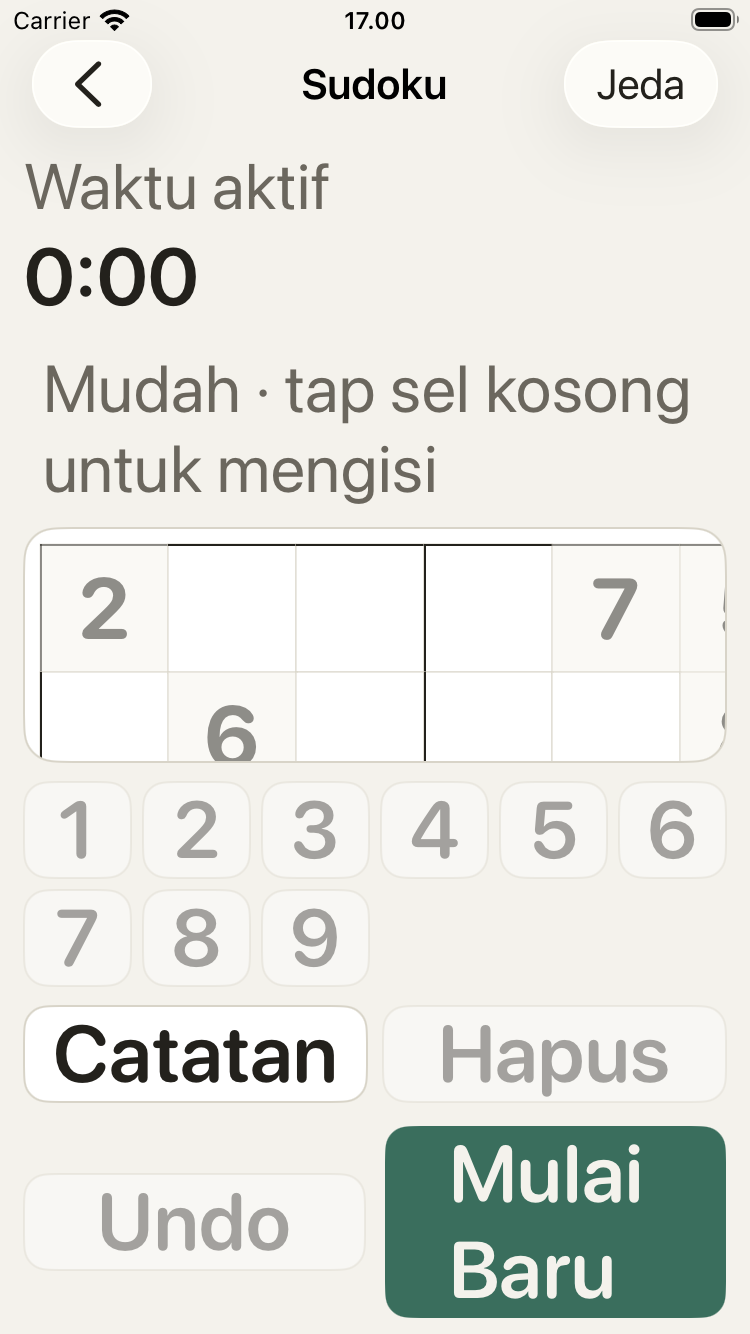 Carrier 17.00
Sudoku Jeda
Waktu aktif
0:00
Mudah · tap sel kosong
untuk mengisi
2 7
6
1 2 3 4 5 6
7 8 9
Catatan Hapus
Undo Mulai
Baru